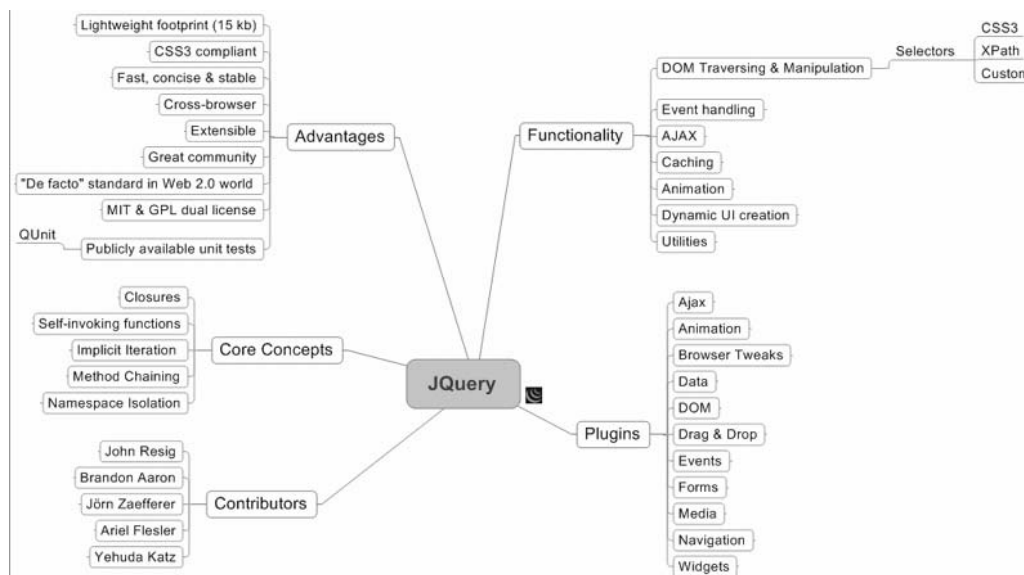 Lightweight footprint (15 kb)
CSS3 compliant
Fast, concise & stable
Cross-browser
Extensible
Great community
"De facto" standard in Web 2.0 world
MIT & GPL dual license
QUnit
Publicly available unit tests
Advantages
Functionality
DOM Traversing & Manipulation
Selectors
CSS3
XPath
Custom
Event handling
AJAX
Caching
Animation
Dynamic UI creation
Utilities
Closures
Self-invoking functions
Implicit Iteration
Method Chaining
Namespace Isolation
Core Concepts
JQuery
John Resig
Brandon Aaron
Jörn Zaefferer
Ariel Flesler
Yehuda Katz
Contributors
Plugins
Ajax
Animation
Browser Tweaks
Data
DOM
Drag & Drop
Events
Forms
Media
Navigation
Widgets